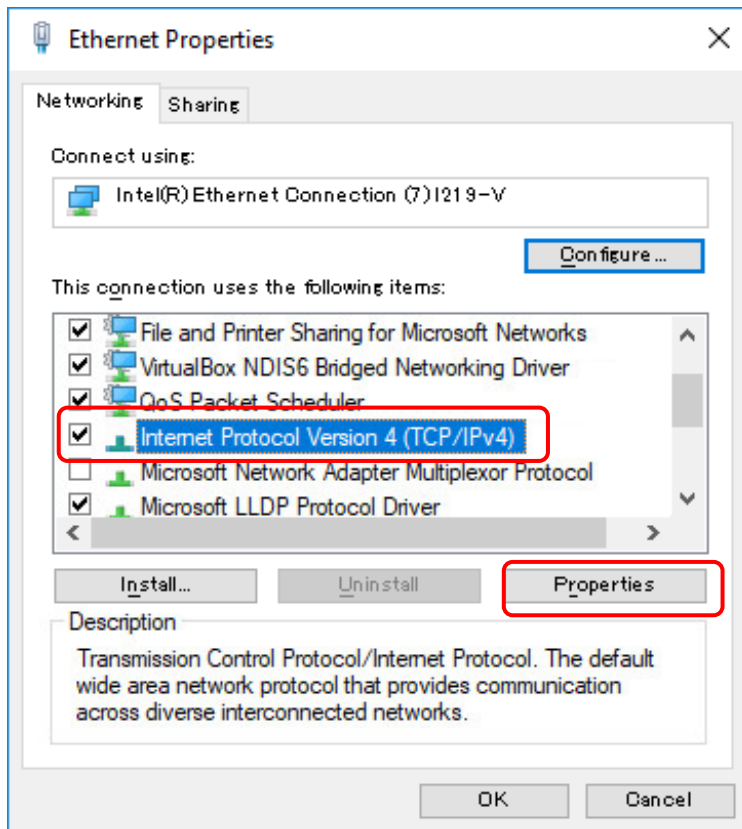 Ethernet Properties
Networking
Sharing
Connect using:
Intel(R) Ethernet Connection (7) I219-V
Configure...
This connection uses the following items:
File and Printer Sharing for Microsoft Networks
VirtualBox NDIS6 Bridged Networking Driver
QoS Packet Scheduler
Internet Protocol Version 4 (TCP/IPv4)
Microsoft Network Adapter Multiplexor Protocol
Microsoft LLDP Protocol Driver
Install...
Uninstall
Properties
Description
Transmission Control Protocol/Internet Protocol. The default
wide area network protocol that provides communication
across diverse interconnected networks.
OK
Cancel